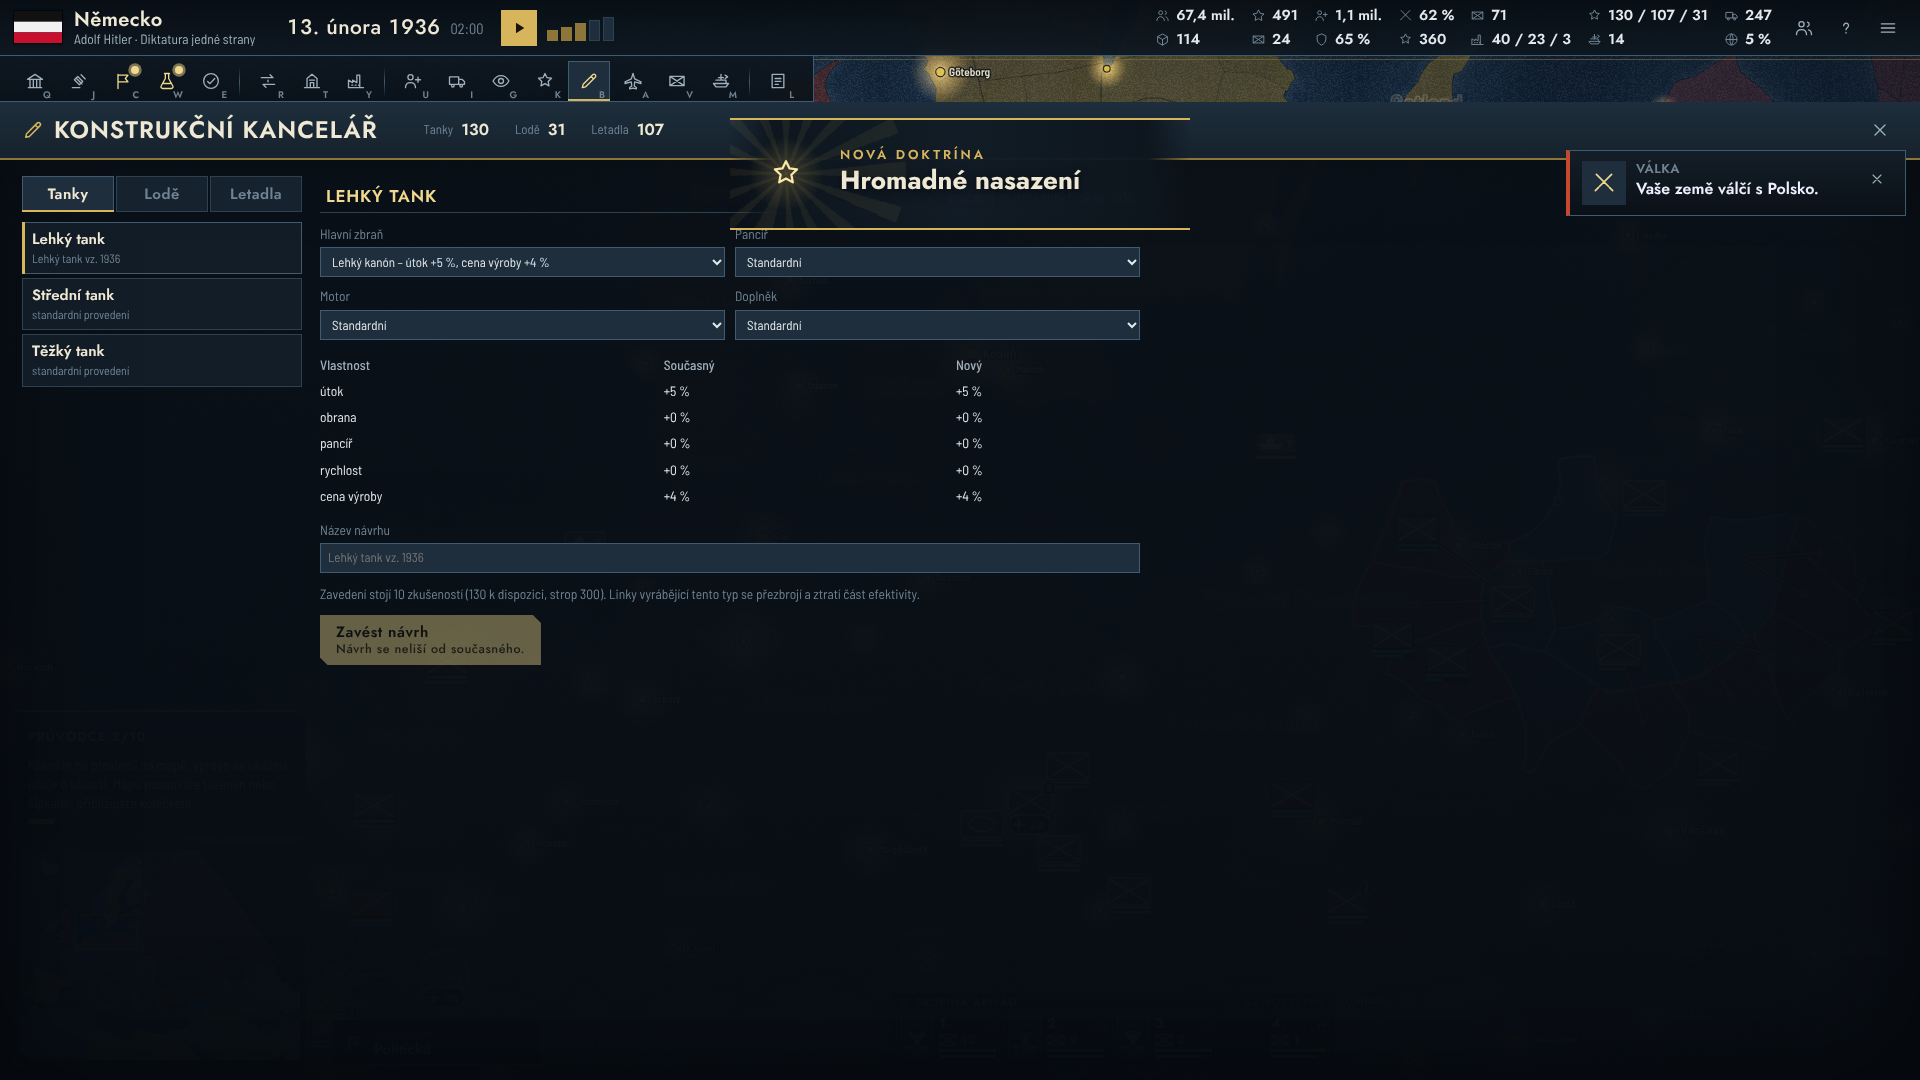 Německo
Adolf Hitler · Diktatura jedné strany
13. února 1936 02:00
67,4 mil. 491 1,1 mil. 62 % 71 130 / 107 / 31 247
114 24 65 % 360 40 / 23 / 3 14 5 %
?
Q J C W E R T Y U I G K B A V M L
Göteborg
KONSTRUKČNÍ KANCELÁŘ
Tanky 130 Lodě 31 Letadla 107
NOVÁ DOKTRÍNA
Hromadné nasazení
VÁLKA
Vaše země válčí s Polsko.
Tanky Lodě Letadla
Lehký tank
Lehký tank vz. 1936
Střední tank
standardní provedení
Těžký tank
standardní provedení
LEHKÝ TANK
Hlavní zbraň Pancíř
Lehký kanón – útok +5 %, cena výroby +4 % Standardní
Motor Doplněk
Standardní Standardní
Vlastnost Současný Nový
útok +5 % +5 %
obrana +0 % +0 %
pancíř +0 % +0 %
rychlost +0 % +0 %
cena výroby +4 % +4 %
Název návrhu
Lehký tank vz. 1936
Zavedení stojí 10 zkušeností (130 k dispozici, strop 300). Linky vyrábějící tento typ se přezbrojí a ztratí část efektivity.
Zavést návrh
Návrh se neliší od současného.